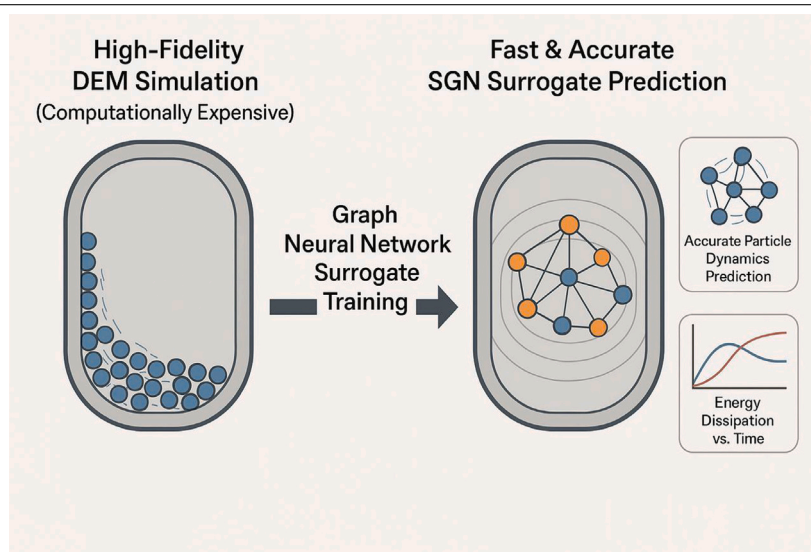 High-Fidelity
DEM Simulation
(Computationally Expensive)
Fast & Accurate
SGN Surrogate Prediction
Graph
Neural Network
Surrogate
Training
Accurate Particle
Dynamics
Prediction
Energy
Dissipation
vs. Time